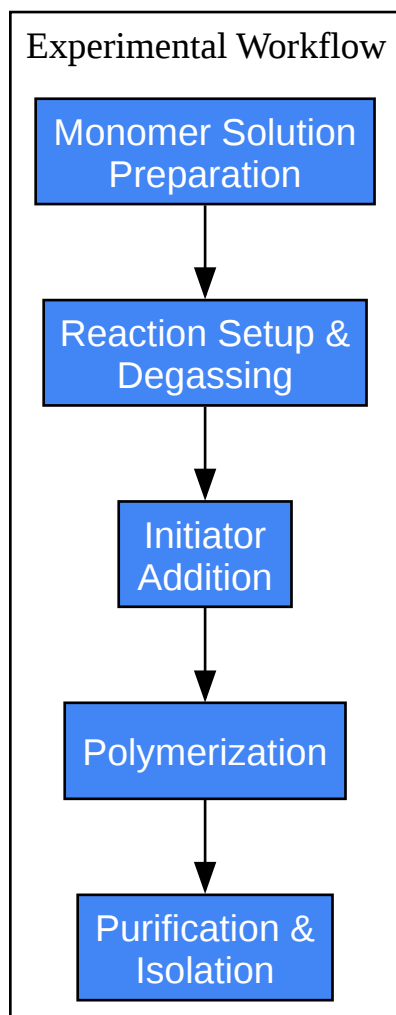 Experimental Workflow
Monomer Solution
Preparation
Reaction Setup &
Degassing
Initiator
Addition
Polymerization
Purification &
Isolation